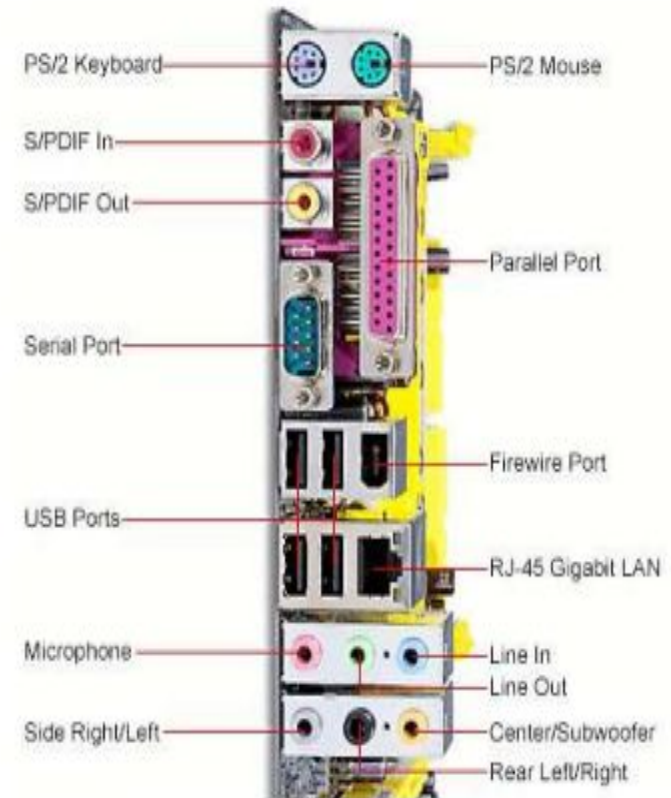 PS/2 Keyboard
PS/2 Mouse
S/PDIF In
S/PDIF Out
Parallel Port
Serial Port
Firewire Port
USB Ports
RJ-45 Gigabit LAN
Microphone
Line In
Line Out
Side Right/Left
Center/Subwoofer
Rear Left/Right